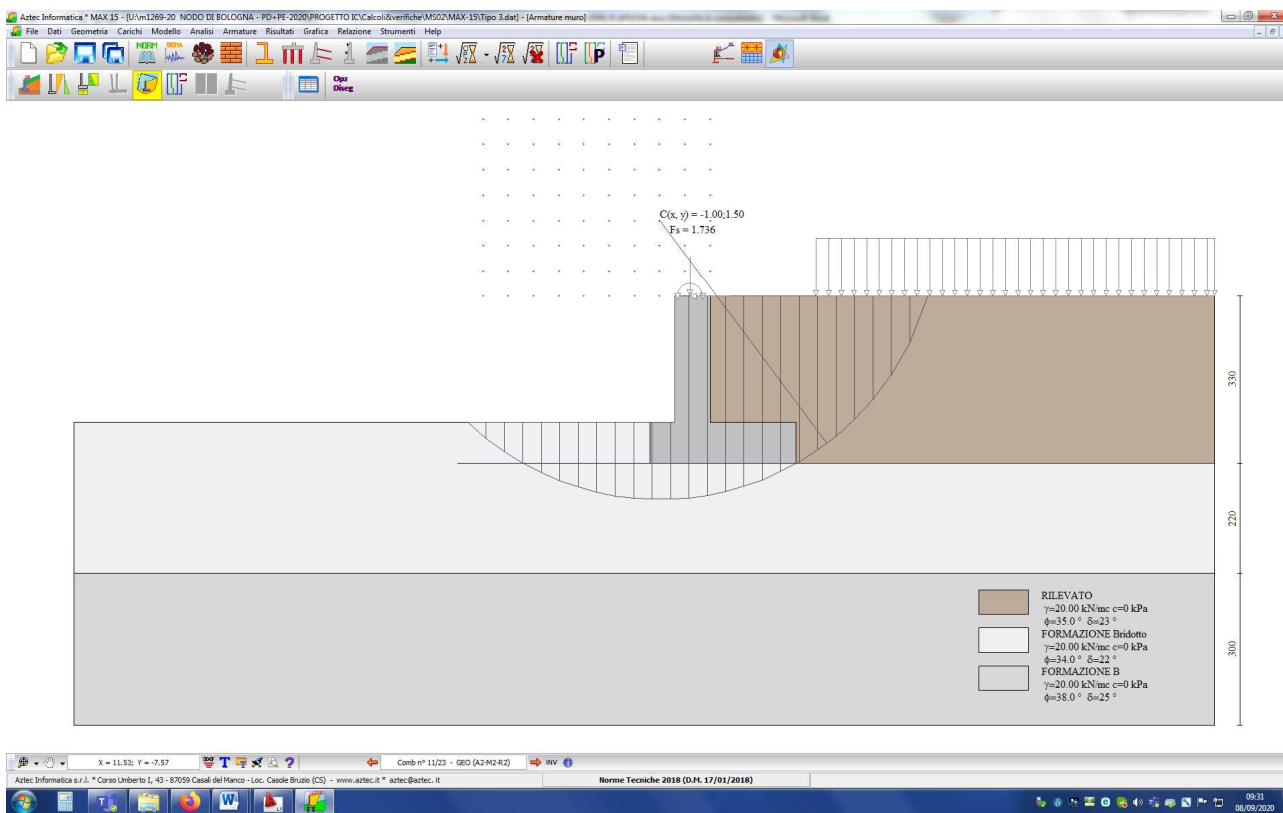 Aztec Informatica * MAX 15 - [U:\m1269-20 NODO DI BOLOGNA - PD+PE-2020\PROGETTO IC\Calcoli&verifiche\MS02\MAX-15\Tipo 3.dat] - [Armature muro]
File Dati Geometria Carichi Modello Analisi Armature Risultati Grafica Relazione Strumenti Help
NORM
Opz
Diseg
C(x, y) = -1.00;1.50
Fs = 1.736
330
220
300
RILEVATO
γ=20.00 kN/mc c=0 kPa
ϕ=35.0 ° δ=23 °
FORMAZIONE Bridotto
γ=20.00 kN/mc c=0 kPa
ϕ=34.0 ° δ=22 °
FORMAZIONE B
γ=20.00 kN/mc c=0 kPa
ϕ=38.0 ° δ=25 °
X = 11.53; Y = -7.57
Comb n° 11/23 - GEO (A2-M2-R2)
INV
Aztec Informatica s.r.l. * Corso Umberto I, 43 - 87059 Casali del Manco - Loc. Casole Bruzio (CS) - www.aztec.it * aztec@aztec. it
Norme Tecniche 2018 (D.M. 17/01/2018)
09:31
08/09/2020